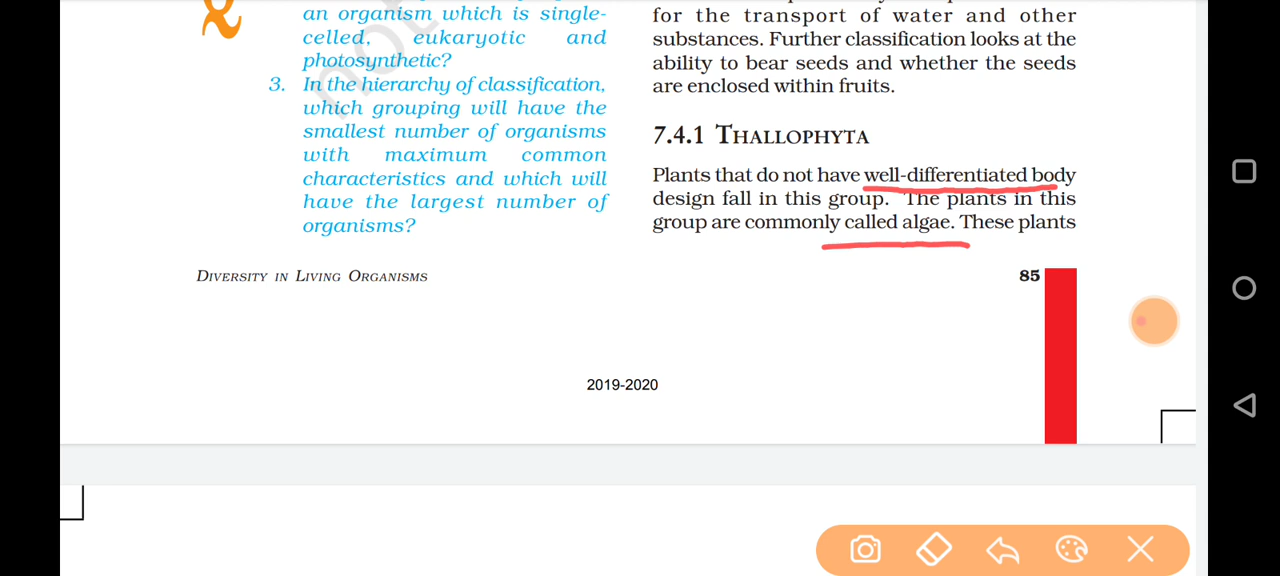 an organism which is single-
celled, eukaryotic and
photosynthetic?
3. In the hierarchy of classification,
which grouping will have the
smallest number of organisms
with maximum common
characteristics and which will
have the largest number of
organisms?
DIVERSITY IN LIVING ORGANISMS
for the transport of water and other
substances. Further classification looks at the
ability to bear seeds and whether the seeds
are enclosed within fruits.
7.4.1 THALLOPHYTA
Plants that do not have well-differentiated body
design fall in this group. The plants in this
group are commonly called algae. These plants
85
2019-2020
not